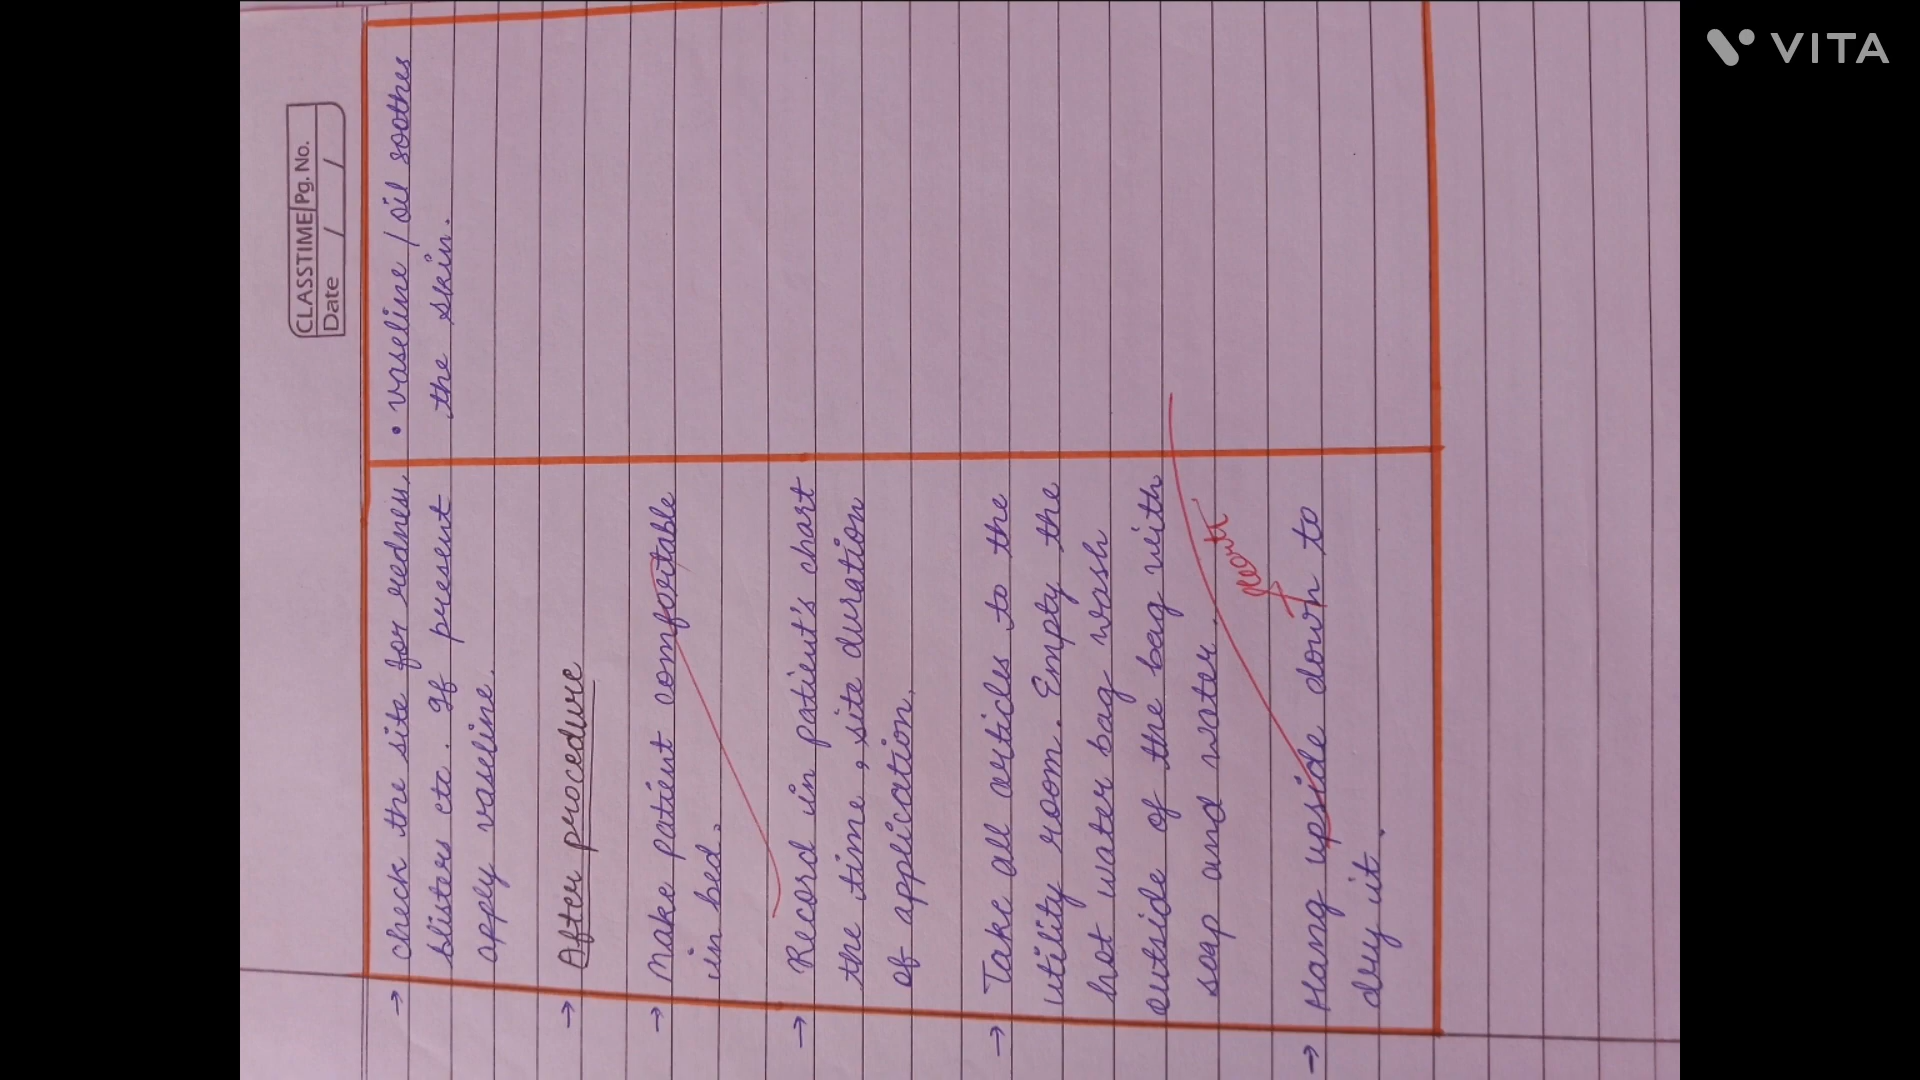 VITA
CLASSTIME Pg. No.
Date / /
→ check the site for redness,
blisters etc. If present
apply vaseline.
• vaseline / oil soothes
the skin.
→ After procedure
→ Make patient comfortable
in bed.
→ Record in patient's chart
the time, site duration
of application.
→ Take all articles to the
utility room. Empty the
hot water bag wash
outside of the bag with
soap and water.
→ Hang upside down to
dry it.